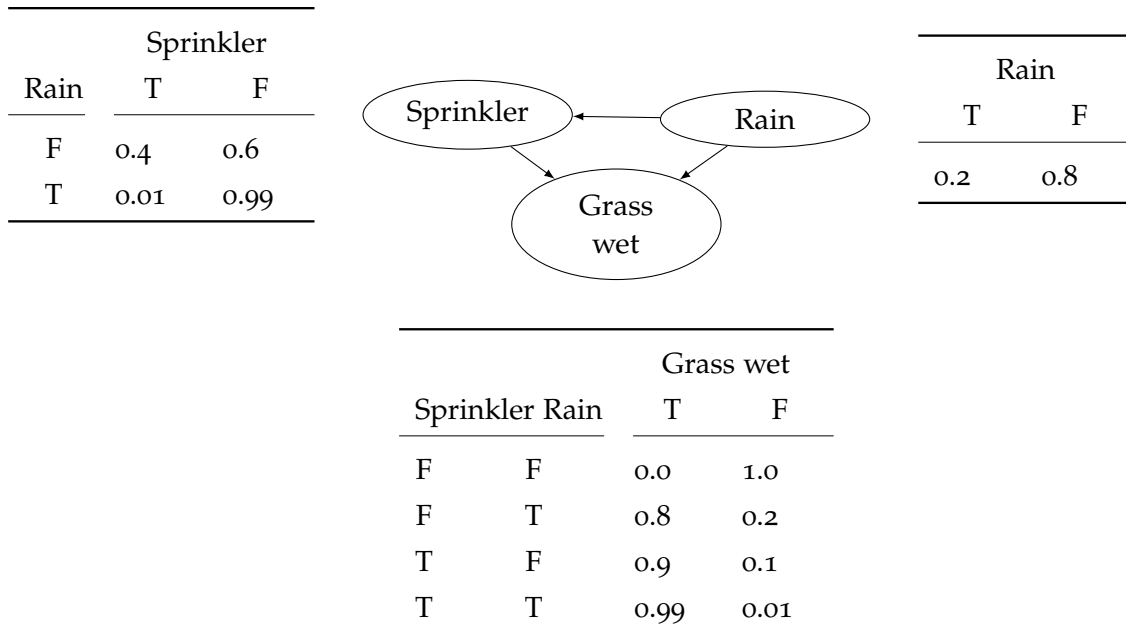 Sprinkler
Rain T F
F 0.4 0.6
T 0.01 0.99
Sprinkler
Rain
Grass
wet
Rain
T F
0.2 0.8
Grass wet
Sprinkler Rain T F
F F 0.0 1.0
F T 0.8 0.2
T F 0.9 0.1
T T 0.99 0.01